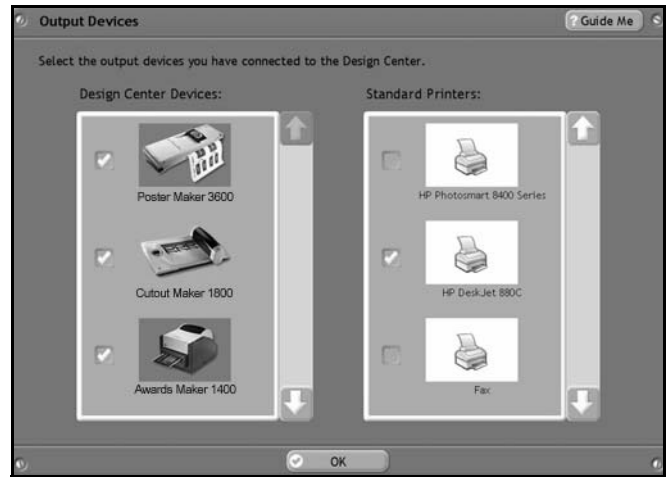 Output Devices
? Guide Me
Select the output devices you have connected to the Design Center.
Design Center Devices:
Poster Maker 3600
Cutout Maker 1800
Awards Maker 1400
Standard Printers:
HP Photosmart 8400 Series
HP DeskJet 880C
Fax
OK